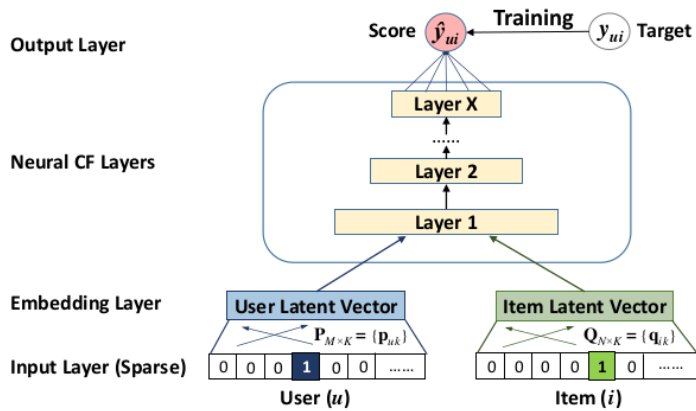 Output Layer Score ŷui Training yui Target
Layer X
......
Neural CF Layers Layer 2
Layer 1
Embedding Layer User Latent Vector Item Latent Vector
PM×K = {puk} QN×K = {qik}
Input Layer (Sparse) 0 0 0 1 0 0 ...... 0 0 0 0 1 0 ......
User (u) Item (i)